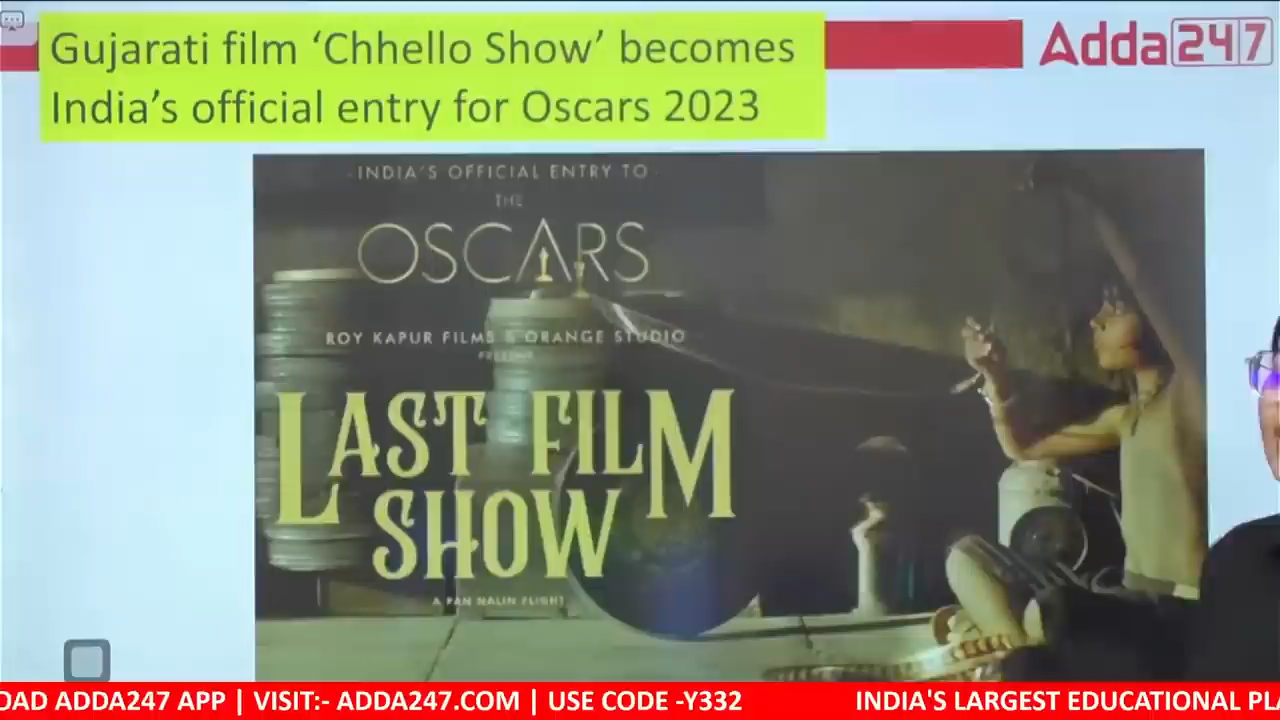 Gujarati film ‘Chhello Show’ becomes
India’s official entry for Oscars 2023
Adda247
INDIA'S OFFICIAL ENTRY TO
THE
OSCARS
ROY KAPUR FILMS & ORANGE STUDIO
PRESENT
LAST FILM
SHOW
A PAN NALIN FLIGHT
OAD ADDA247 APP | VISIT:- ADDA247.COM | USE CODE -Y332 INDIA'S LARGEST EDUCATIONAL PL